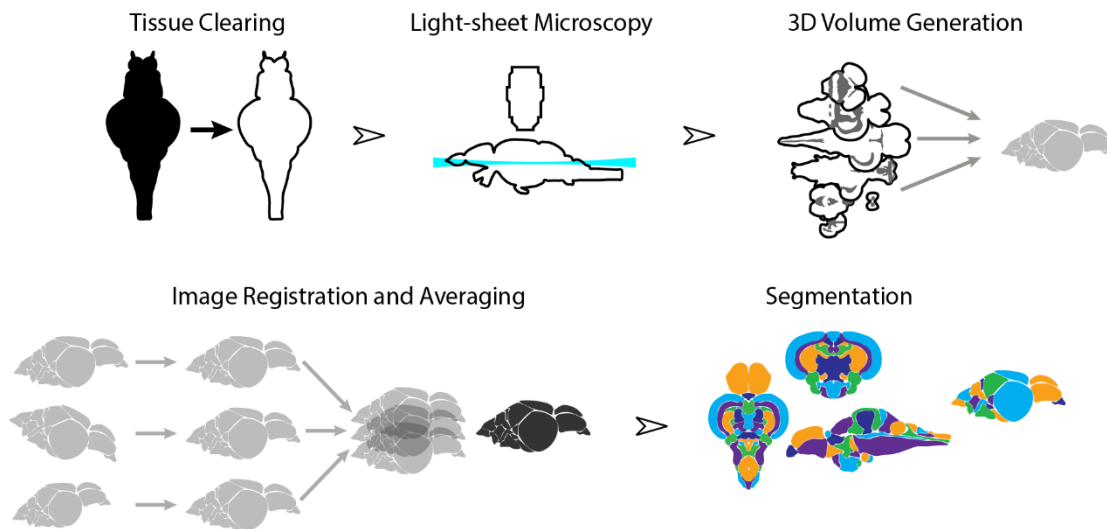 Tissue Clearing
Light-sheet Microscopy
3D Volume Generation
Image Registration and Averaging
Segmentation